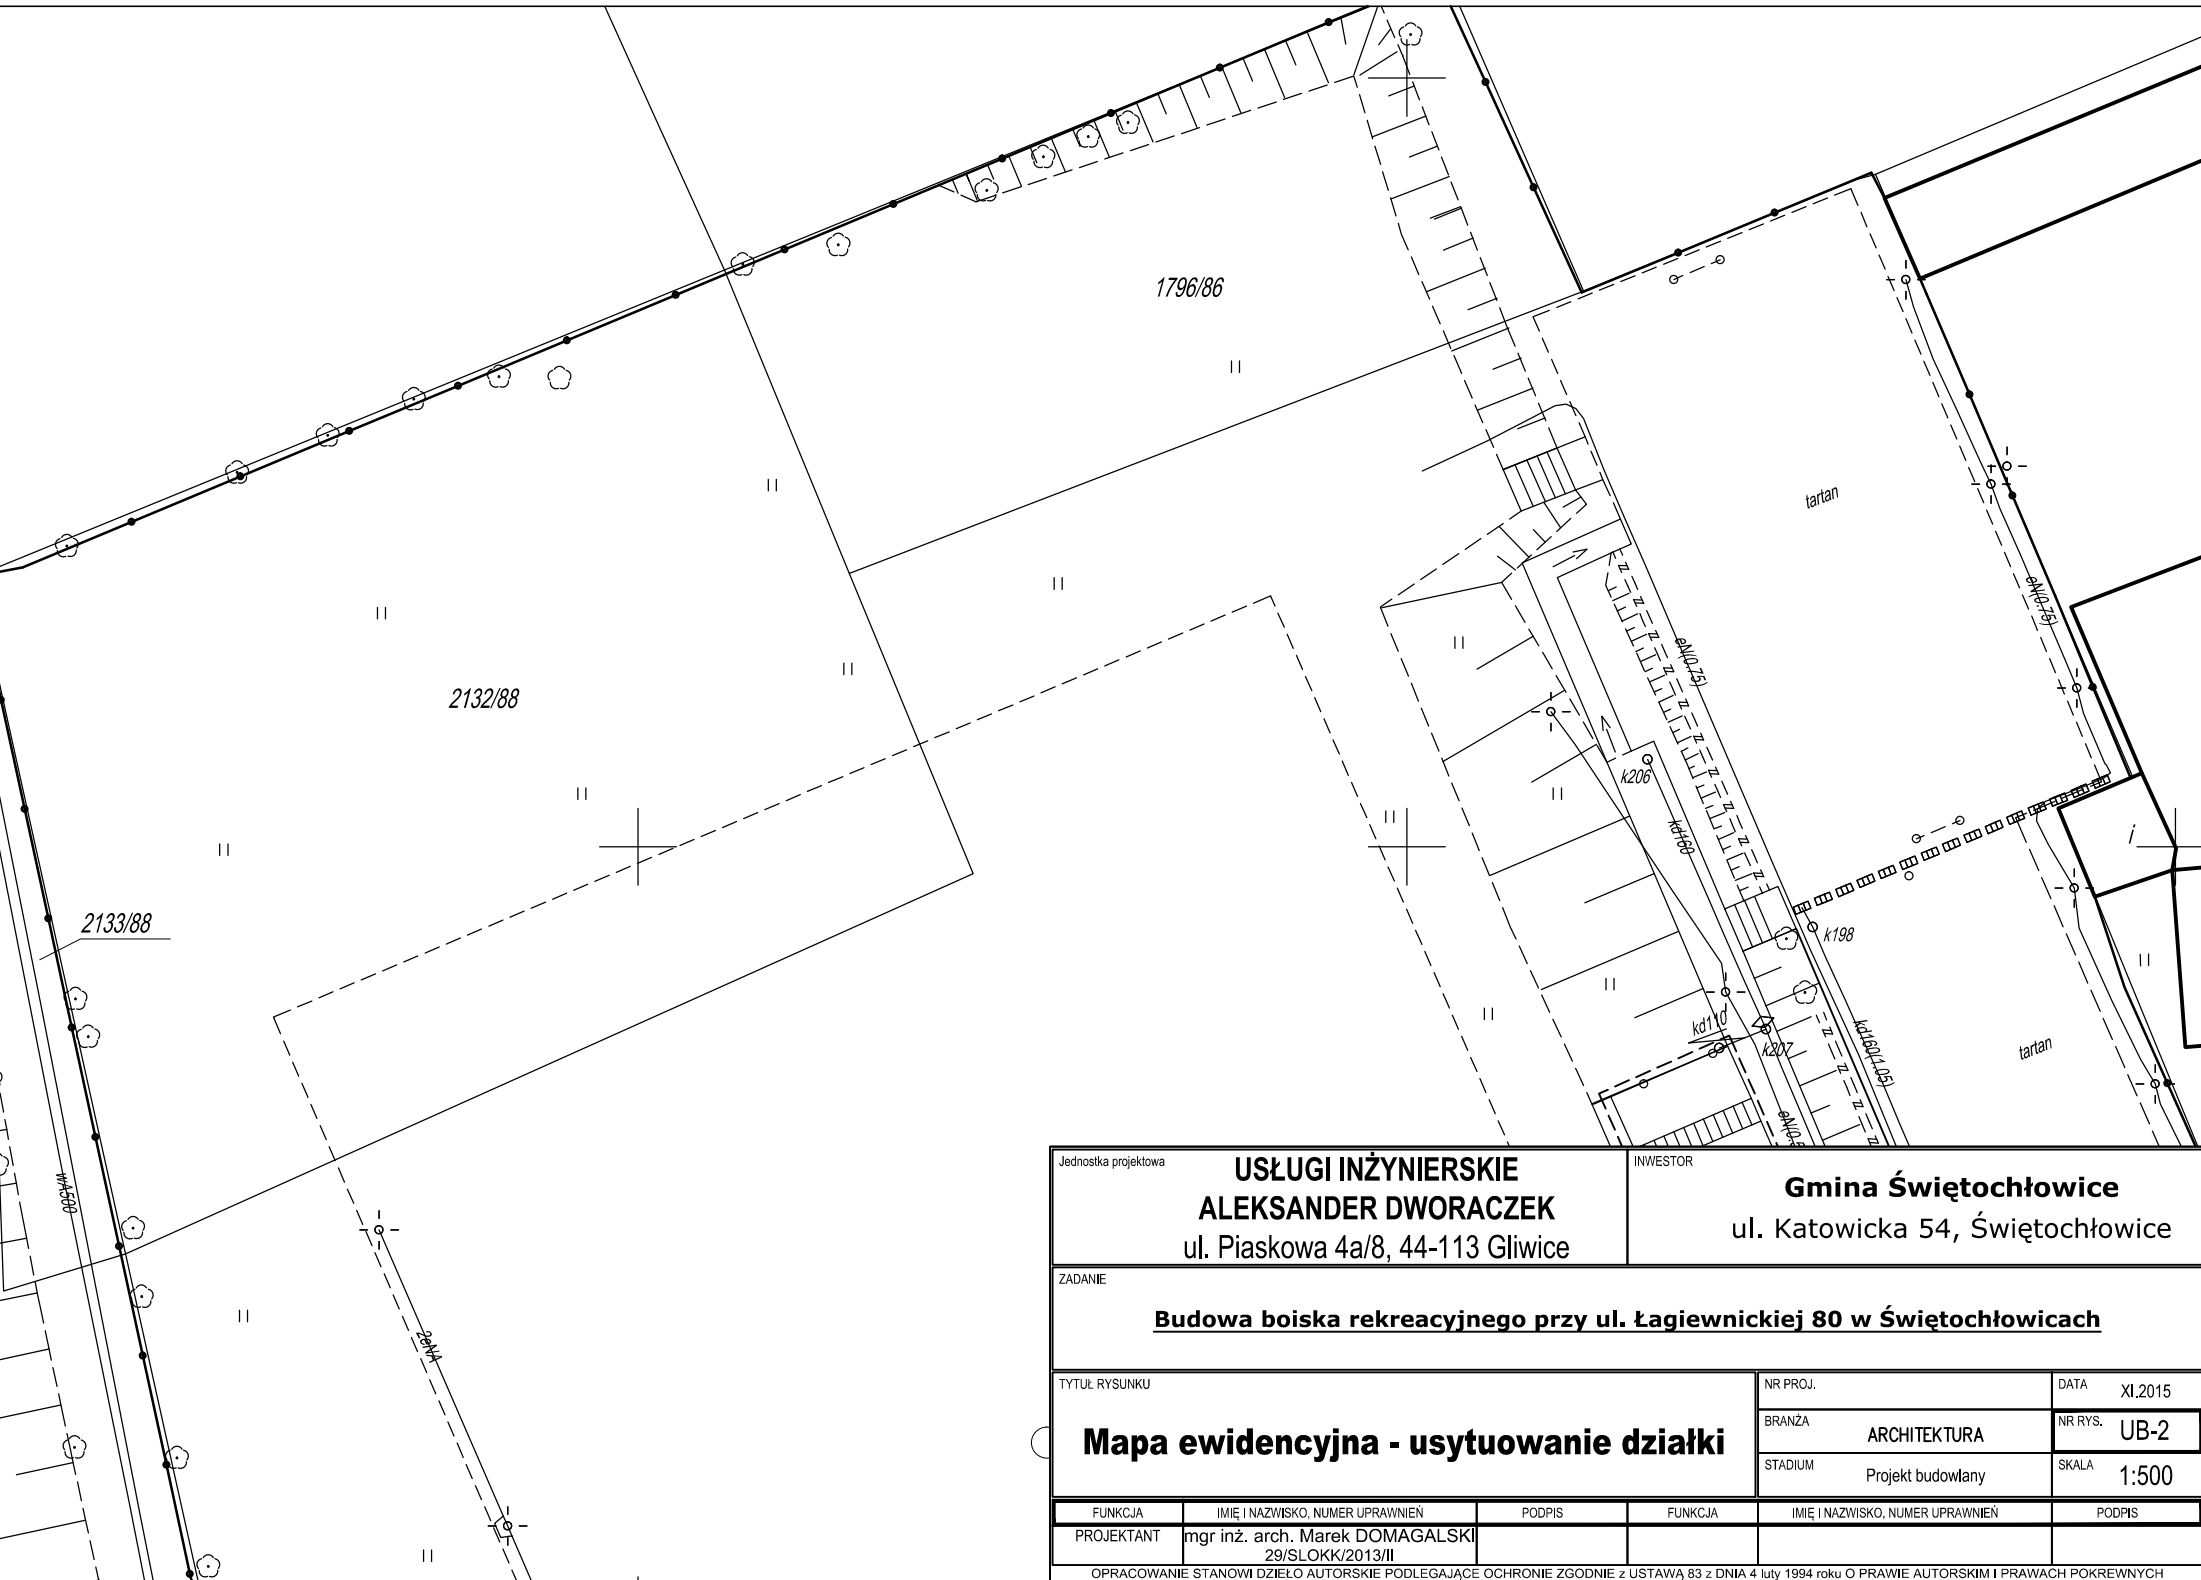 1796/86
tartan
eN(0.75)
eN(0.75)
2132/88
k206
kd160
i
2133/88
k198
kd110
k207
kd160(1.05)
tartan
wA500
2eNA
Jednostka projektowa
USŁUGI INŻYNIERSKIE
ALEKSANDER DWORACZEK
ul. Piaskowa 4a/8, 44-113 Gliwice
INWESTOR
Gmina Świętochłowice
ul. Katowicka 54, Świętochłowice
ZADANIE
Budowa boiska rekreacyjnego przy ul. Łagiewnickiej 80 w Świętochłowicach
TYTUŁ RYSUNKU
Mapa ewidencyjna - usytuowanie działki
NR PROJ.
DATA XI.2015
BRANŻA ARCHITEKTURA
NR RYS. UB-2
STADIUM Projekt budowlany
SKALA 1:500
FUNKCJA IMIĘ I NAZWISKO, NUMER UPRAWNIEŃ PODPIS FUNKCJA IMIĘ I NAZWISKO, NUMER UPRAWNIEŃ PODPIS
PROJEKTANT mgr inż. arch. Marek DOMAGALSKI
29/SLOKK/2013/II
OPRACOWANIE STANOWI DZIEŁO AUTORSKIE PODLEGAJĄCE OCHRONIE ZGODNIE z USTAWĄ 83 z DNIA 4 luty 1994 roku O PRAWIE AUTORSKIM I PRAWACH POKREWNYCH